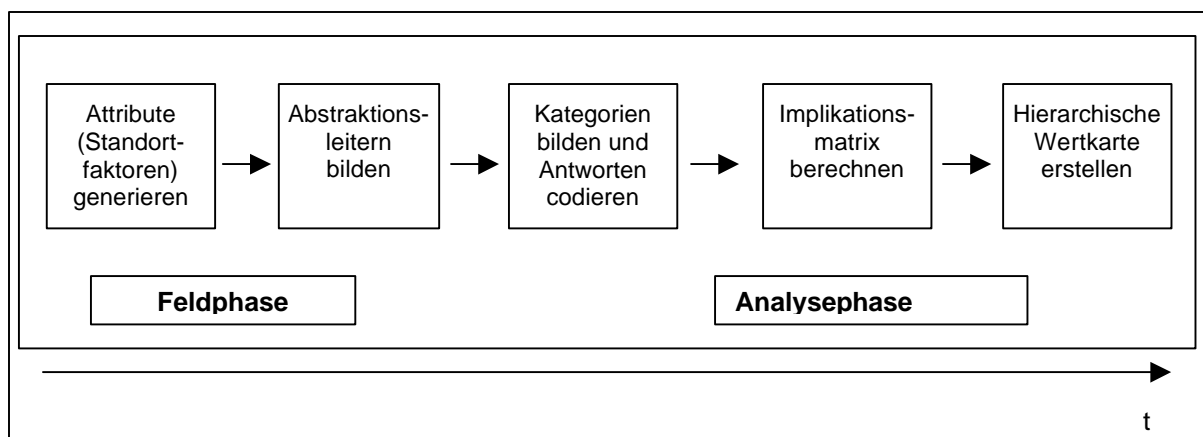 Attribute
(Standort-
faktoren)
generieren
Abstraktions-
leitern
bilden
Kategorien
bilden und
Antworten
codieren
Implikations-
matrix
berechnen
Hierarchische
Wertkarte
erstellen
Feldphase
Analysephase
t